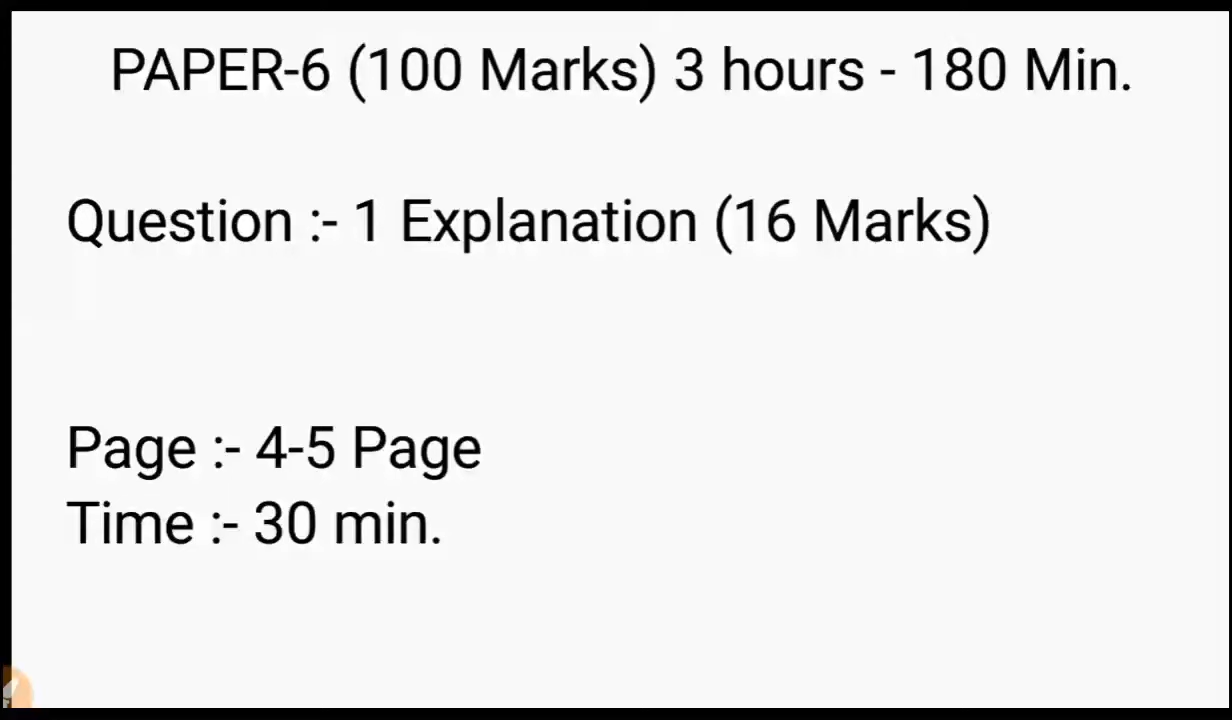 PAPER-6 (100 Marks) 3 hours - 180 Min.
Question :- 1 Explanation (16 Marks)
Page :- 4-5 Page
Time :- 30 min.